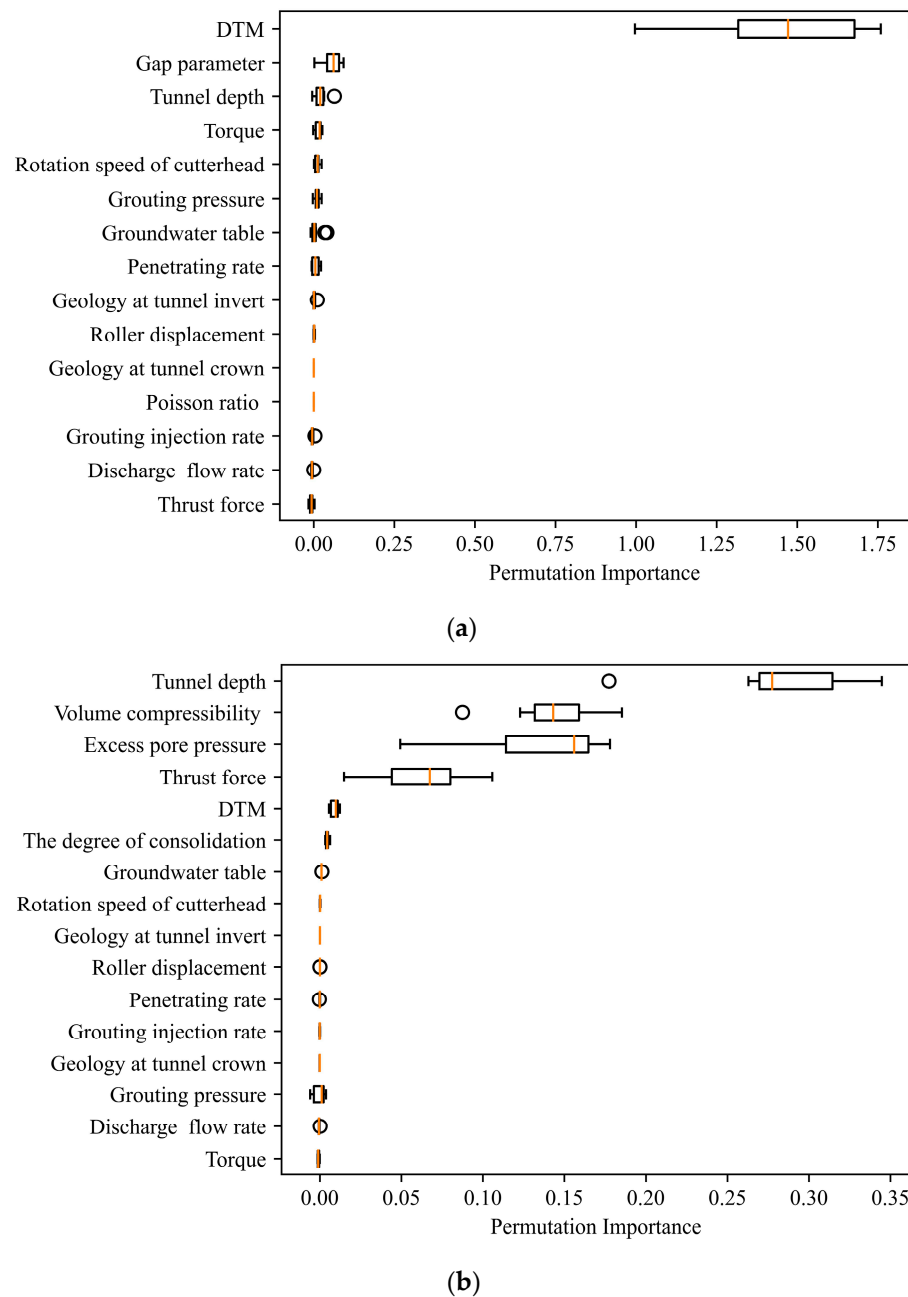 DTM
Gap parameter
Tunnel depth
Torque
Rotation speed of cutterhead
Grouting pressure
Groundwater table
Penetrating rate
Geology at tunnel invert
Roller displacement
Geology at tunnel crown
Poisson ratio
Grouting injection rate
Discharge flow rate
Thrust force
0.00 0.25 0.50 0.75 1.00 1.25 1.50 1.75
Permutation Importance
(a)
Tunnel depth
Volume compressibility
Excess pore pressure
Thrust force
DTM
The degree of consolidation
Groundwater table
Rotation speed of cutterhead
Geology at tunnel invert
Roller displacement
Penetrating rate
Grouting injection rate
Geology at tunnel crown
Grouting pressure
Discharge flow rate
Torque
0.00 0.05 0.10 0.15 0.20 0.25 0.30 0.35
Permutation Importance
(b)